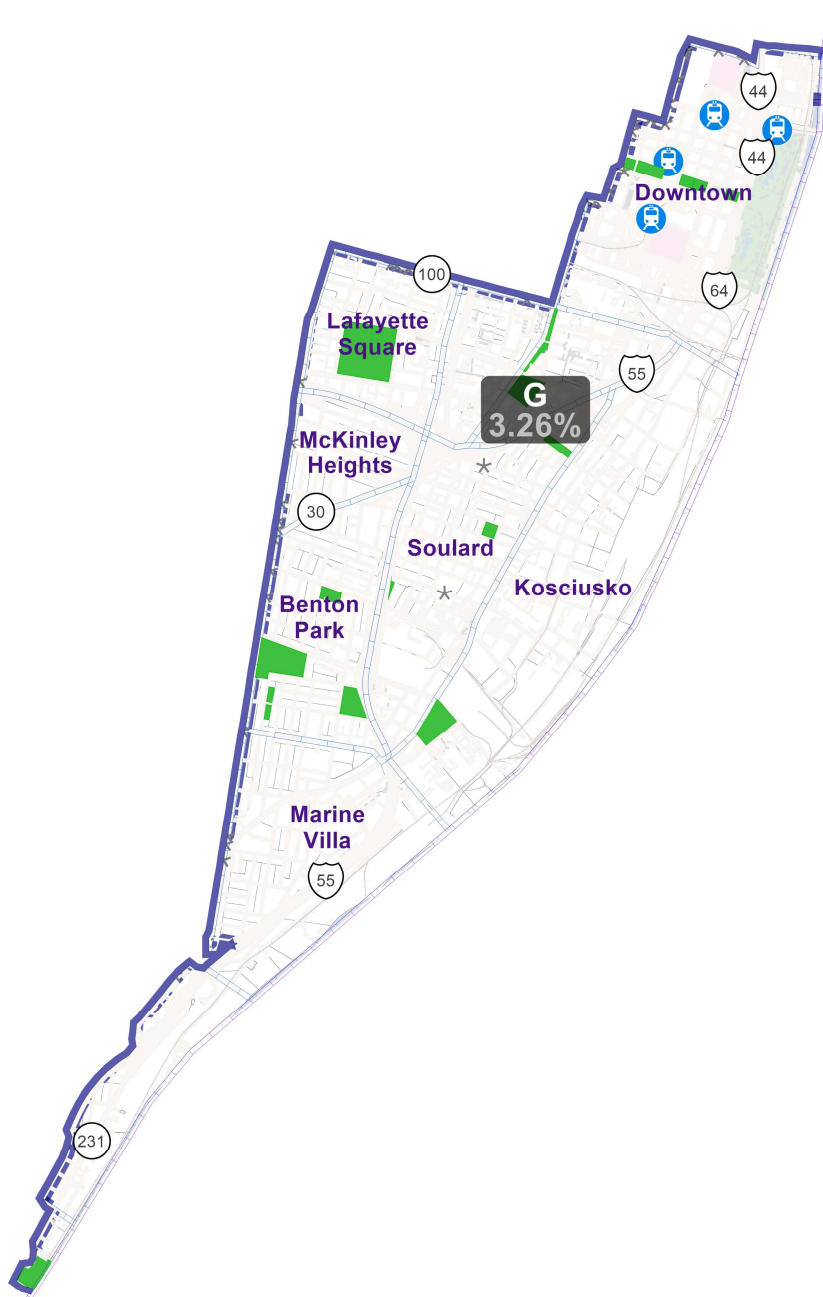 44
44
Downtown
100
64
Lafayette
Square
55
G
3.26%
McKinley
Heights
30
Soulard
Kosciusko
Benton
Park
Marine
Villa
55
231